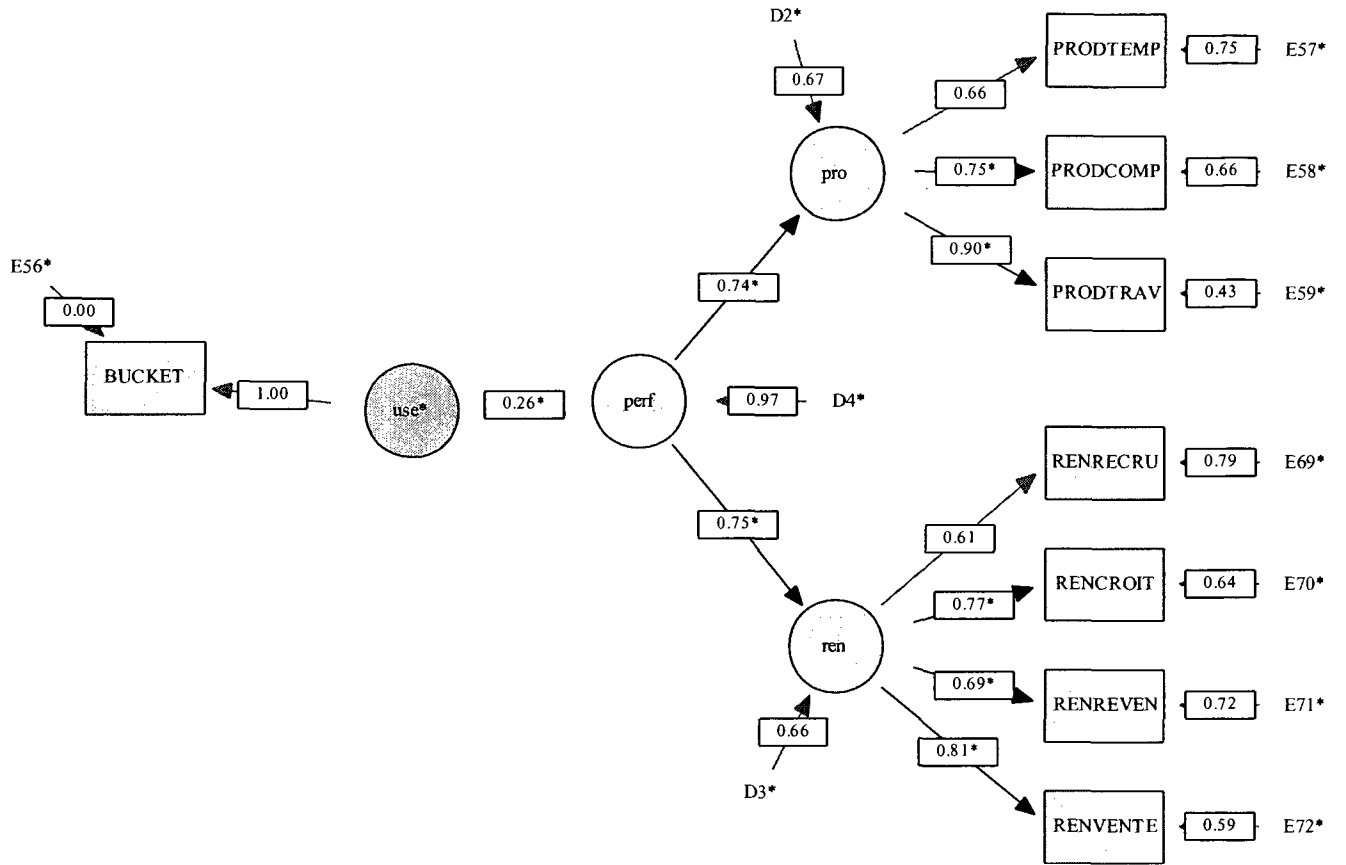 D2*
0.67
PRODTEMP
0.75
E57*
0.66
pro
0.75*
PRODCOMP
0.66
E58*
0.90*
PRODTRAV
0.43
E59*
0.74*
E56*
0.00
BUCKET
1.00
use*
0.26*
perf
0.97
D4*
0.75*
RENRECRU
0.79
E69*
0.61
RENCROIT
0.64
E70*
0.77*
ren
0.69*
RENREVEN
0.72
E71*
0.66
D3*
0.81*
RENVENTE
0.59
E72*